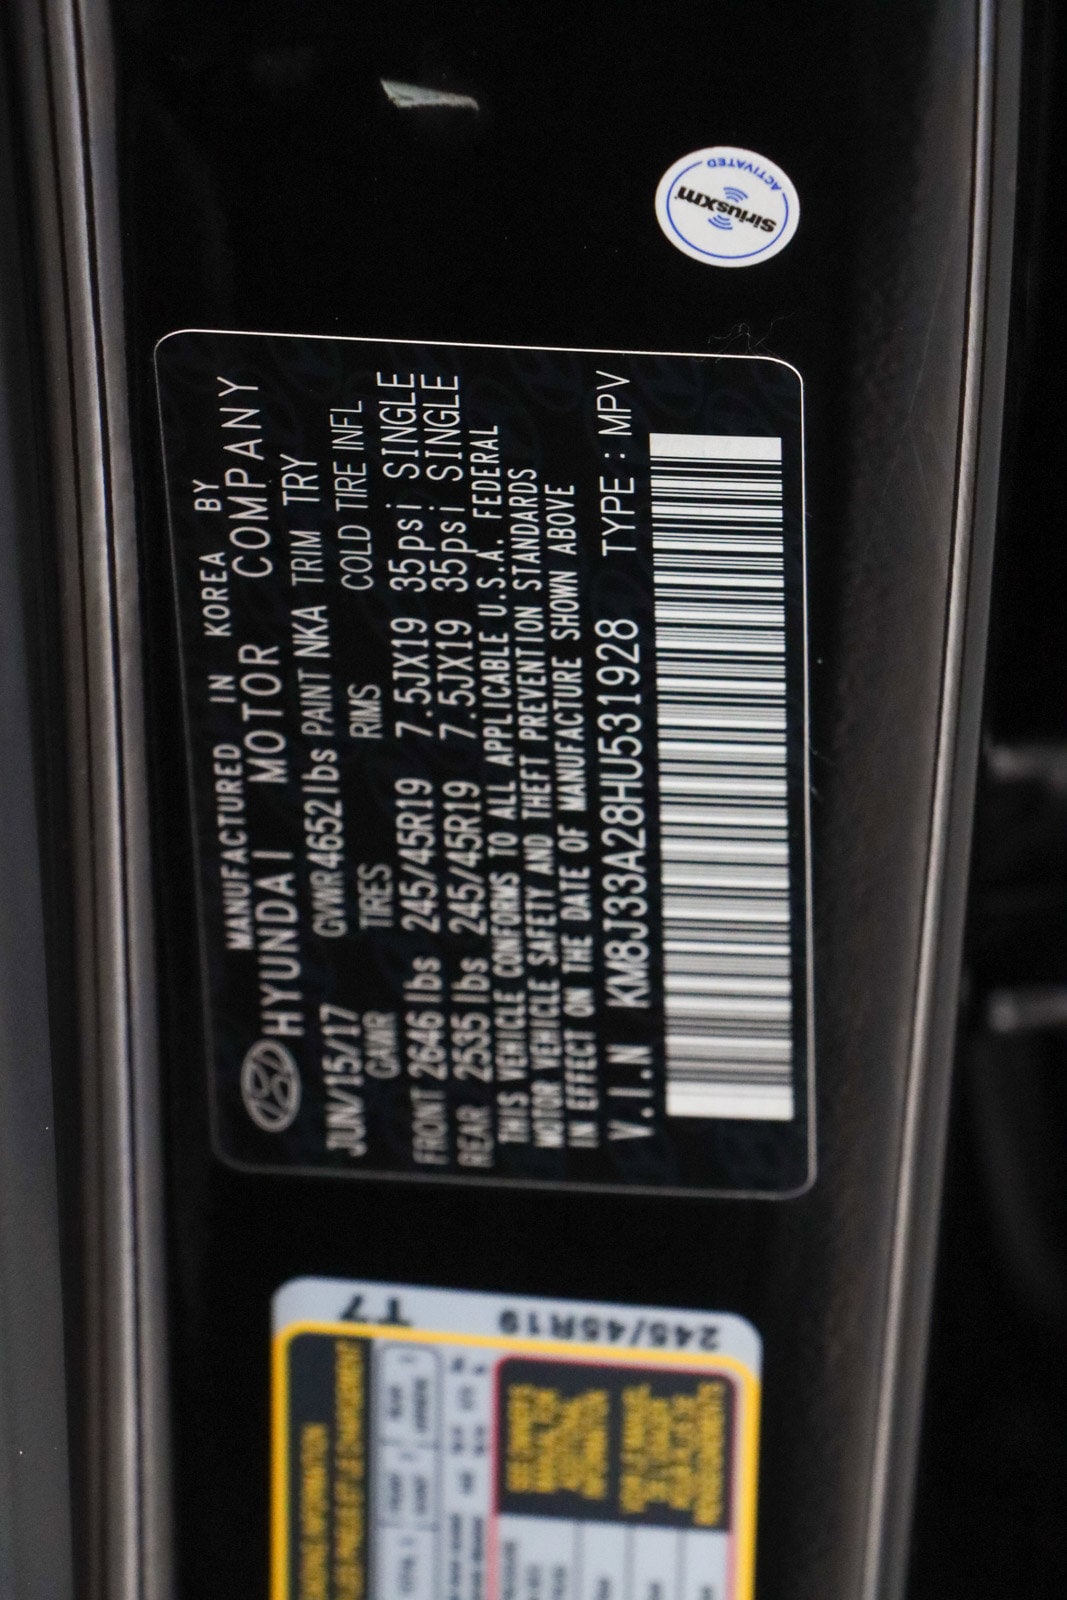 MANUFACTURED IN KOREA BY
HYUNDAI MOTOR COMPANY
JUN/15/17 GVWR4652lbs PAINT NKA TRIM TRY
GAWR TIRES RIMS COLD TIRE INFL
FRONT 2646 lbs 245/45R19 7.5JX19 35psi SINGLE
REAR 2535 lbs 245/45R19 7.5JX19 35psi SINGLE
THIS VEHICLE CONFORMS TO ALL APPLICABLE U.S.A. FEDERAL
MOTOR VEHICLE SAFETY AND THEFT PREVENTION STANDARDS
IN EFFECT ON THE DATE OF MANUFACTURE SHOWN ABOVE
V.I.N KM8J33A28HU531928 TYPE : MPV
siriusxm
ACTIVATED
T7
245/45R19